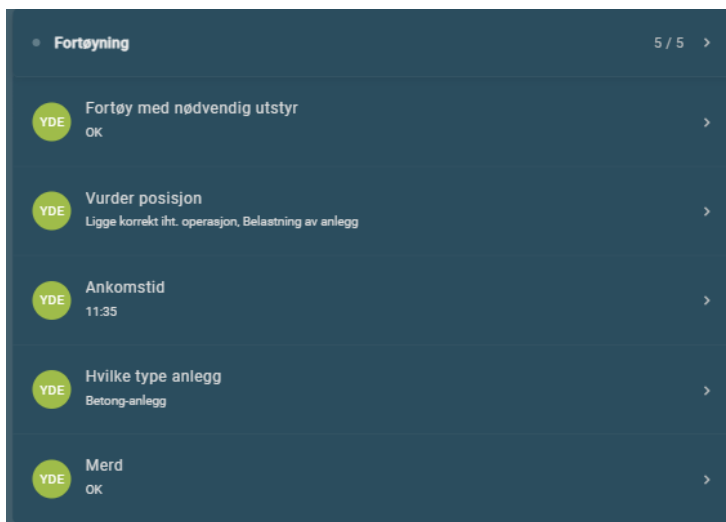 Fortøyning 5 / 5
YDE Fortøy med nødvendig utstyr
OK
YDE Vurder posisjon
Ligge korrekt iht. operasjon, Belastning av anlegg
YDE Ankomstid
11:35
YDE Hvilke type anlegg
Betong-anlegg
YDE Merd
OK